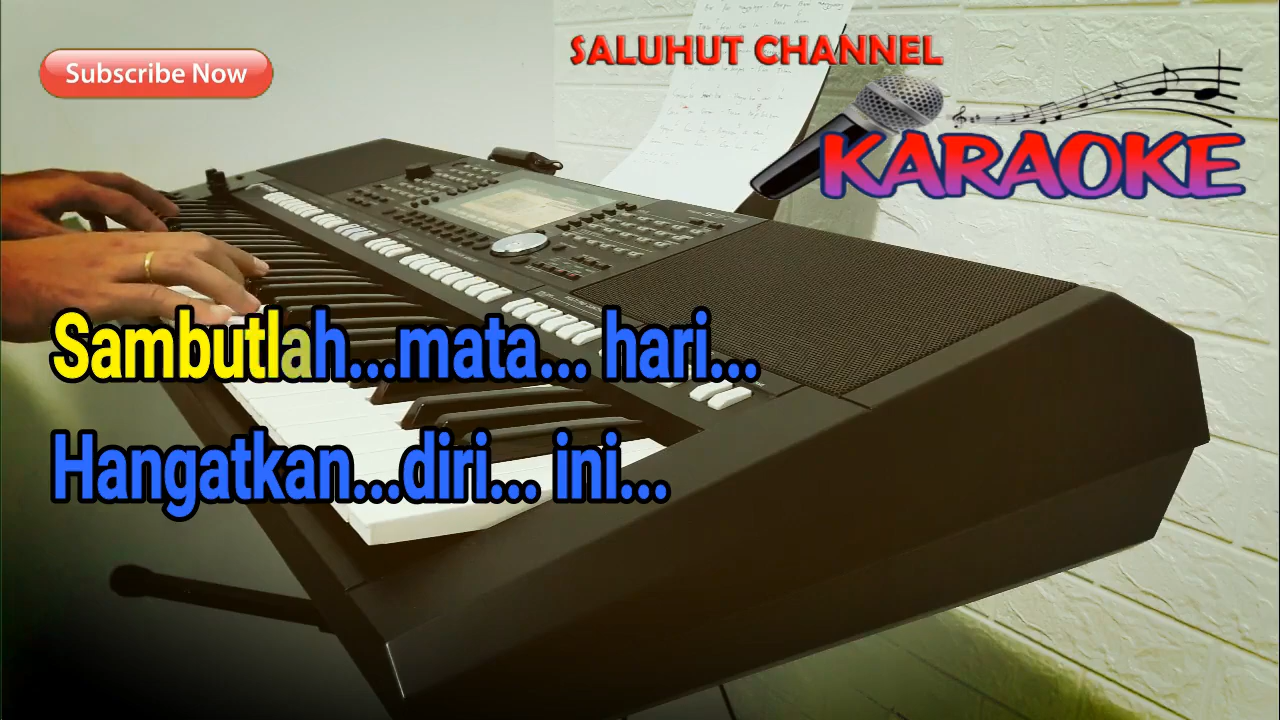 Subscribe Now
SALUHUT CHANNEL
KARAOKE
Sambutlah...mata... hari...
Hangatkan...diri... ini...